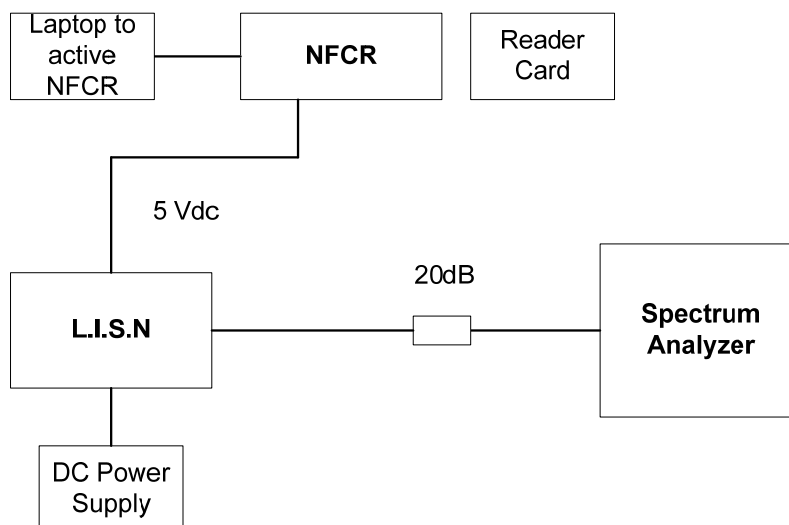 Laptop to
active
NFCR
NFCR
Reader
Card
5 Vdc
20dB
L.I.S.N
Spectrum
Analyzer
DC Power
Supply